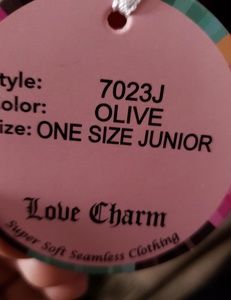 tyle: 7023J
olor: OLIVE
ize: ONE SIZE JUNIOR
Love Charm
Super Soft Seamless Clothing